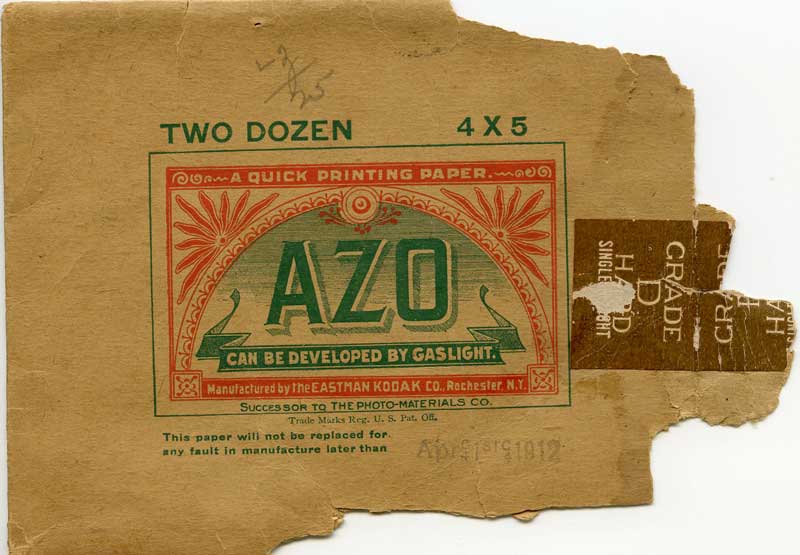 TWO DOZEN 4 X 5
A QUICK PRINTING PAPER.
AZO
CAN BE DEVELOPED BY GASLIGHT.
Manufactured by the EASTMAN KODAK CO., Rochester, N.Y.
SUCCESSOR TO THE PHOTO-MATERIALS CO.
Trade Marks Reg. U. S. Pat. Off.
This paper will not be replaced for
any fault in manufacture later than
1912
GRADE
D
HARD
SINGLE